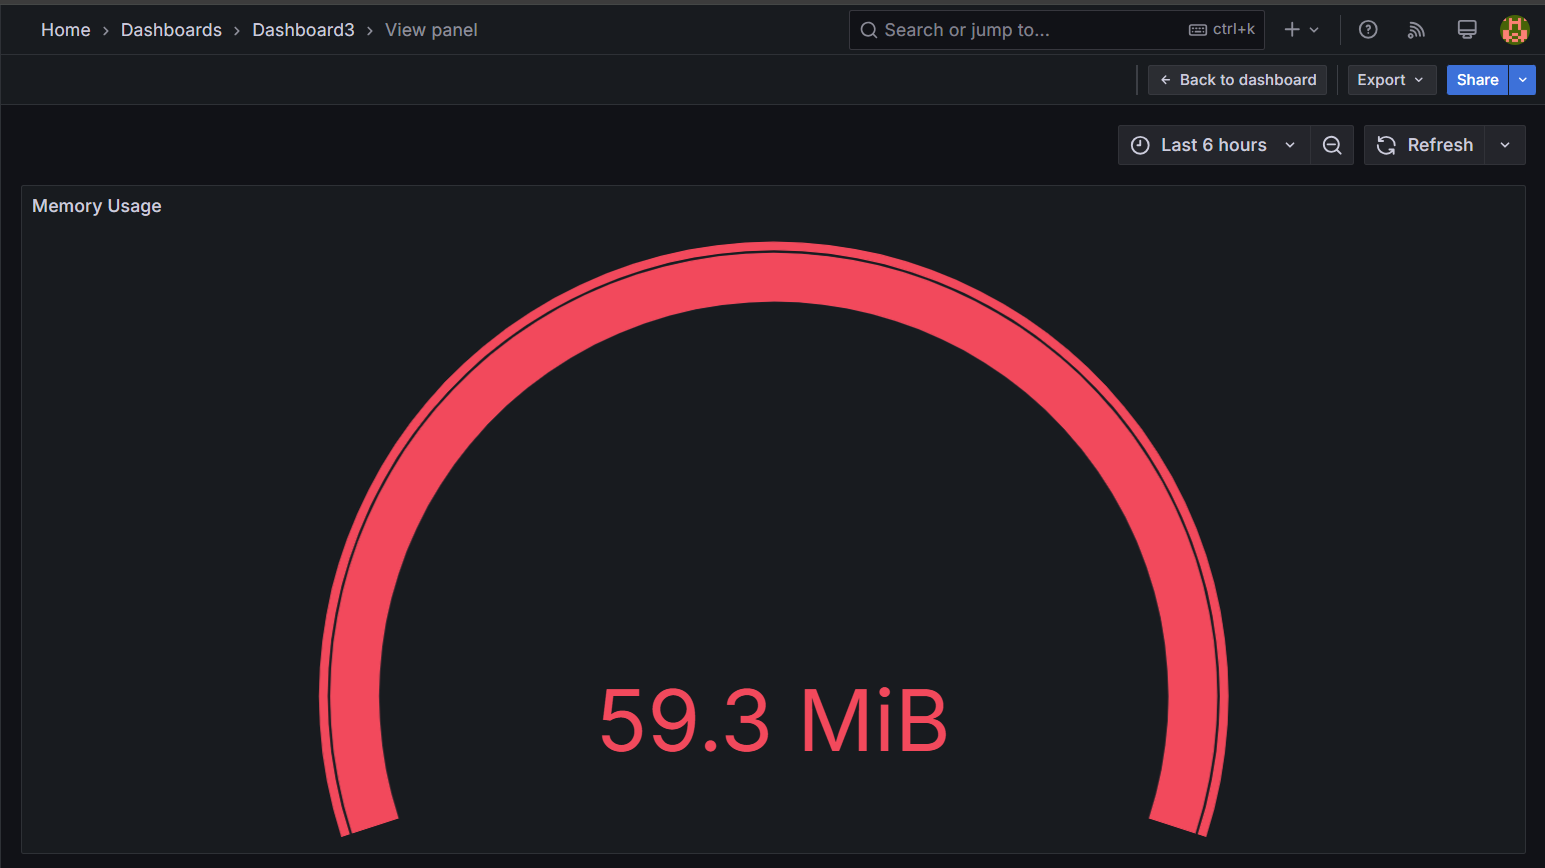 Home › Dashboards › Dashboard3 › View panel
Search or jump to... ctrl+k
Back to dashboard
Export
Share
Last 6 hours
Refresh
Memory Usage
59.3 MiB